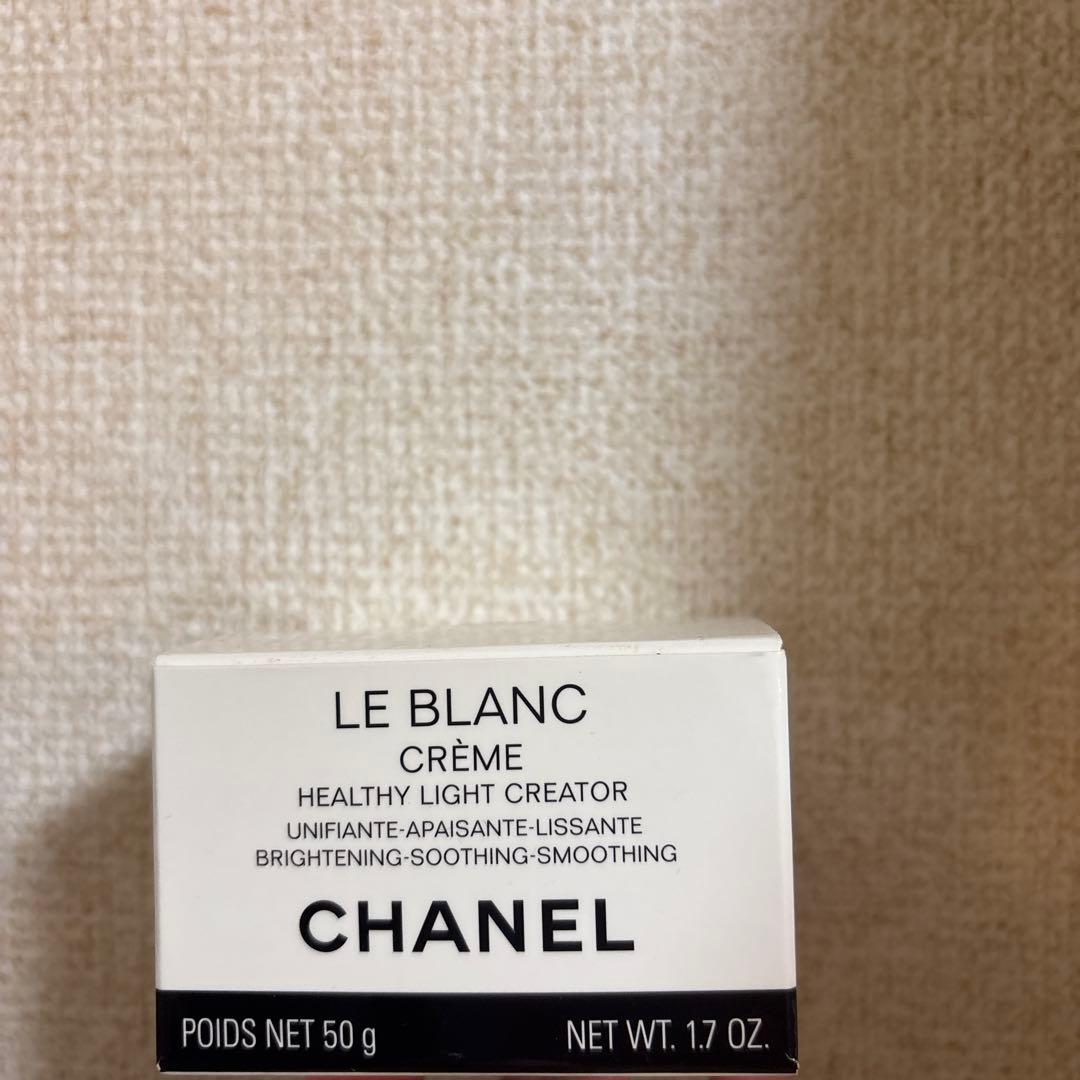 LE BLANC
CRÈME
HEALTHY LIGHT CREATOR
UNIFIANTE-APAISANTE-LISSANTE
BRIGHTENING-SOOTHING-SMOOTHING
CHANEL
POIDS NET 50 g NET WT. 1.7 OZ.